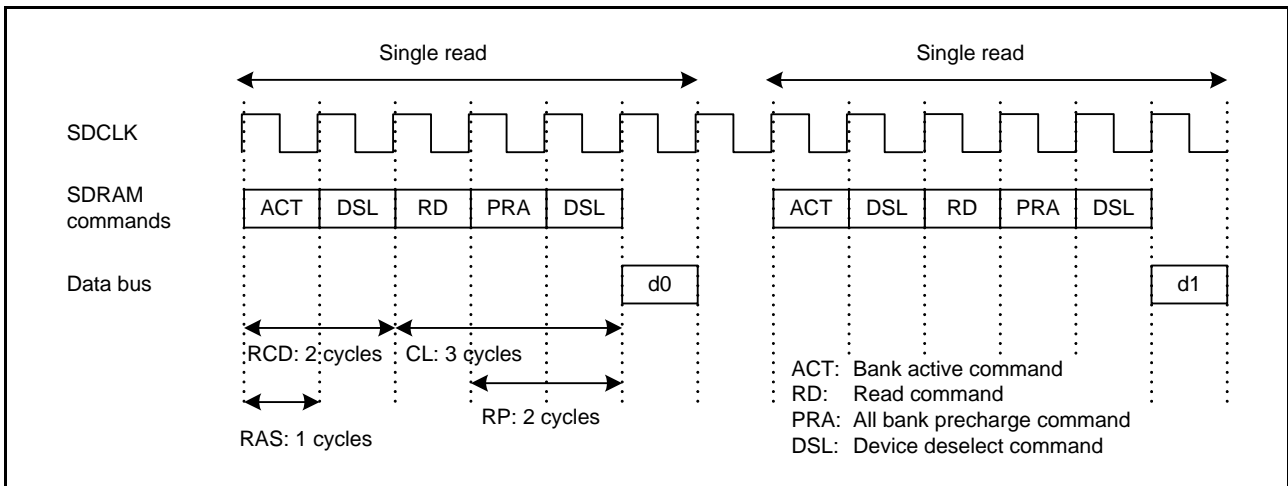 Single read Single read
SDCLK
SDRAM
commands
ACT DSL RD PRA DSL ACT DSL RD PRA DSL
Data bus d0 d1
RCD: 2 cycles CL: 3 cycles
RP: 2 cycles
RAS: 1 cycles
ACT: Bank active command
RD: Read command
PRA: All bank precharge command
DSL: Device deselect command